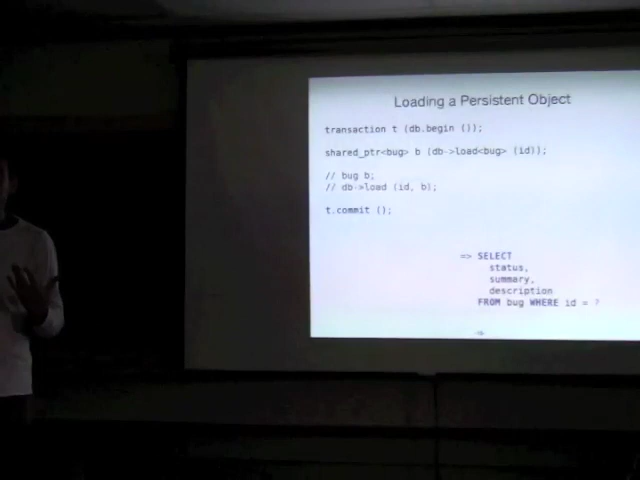 Loading a Persistent Object
transaction t (db.begin ());
shared_ptr<bug> b (db->load<bug> (id));
// bug b;
// db->load (id, b);
t.commit ();
=> SELECT
status,
summary,
description
FROM bug WHERE id = ?
=>